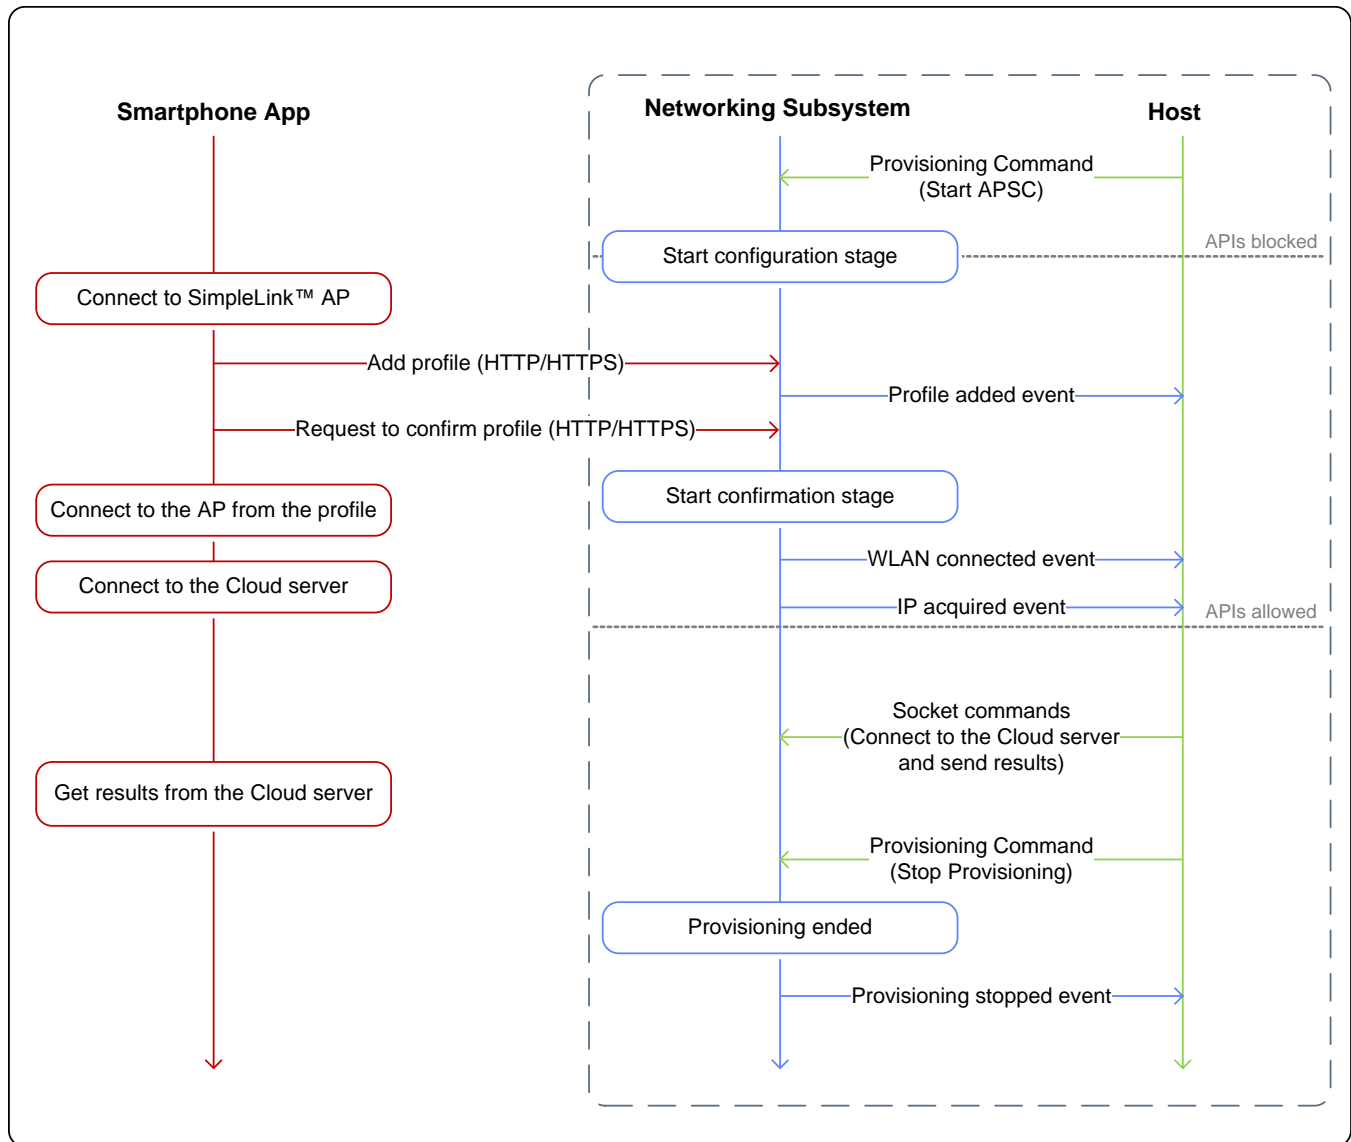 Smartphone App
Networking Subsystem
Host
Provisioning Command
(Start APSC)
APIs blocked
Start configuration stage
Connect to SimpleLink™ AP
Add profile (HTTP/HTTPS)
Profile added event
Request to confirm profile (HTTP/HTTPS)
Start confirmation stage
Connect to the AP from the profile
WLAN connected event
Connect to the Cloud server
IP acquired event
APIs allowed
Socket commands
(Connect to the Cloud server
and send results)
Get results from the Cloud server
Provisioning Command
(Stop Provisioning)
Provisioning ended
Provisioning stopped event